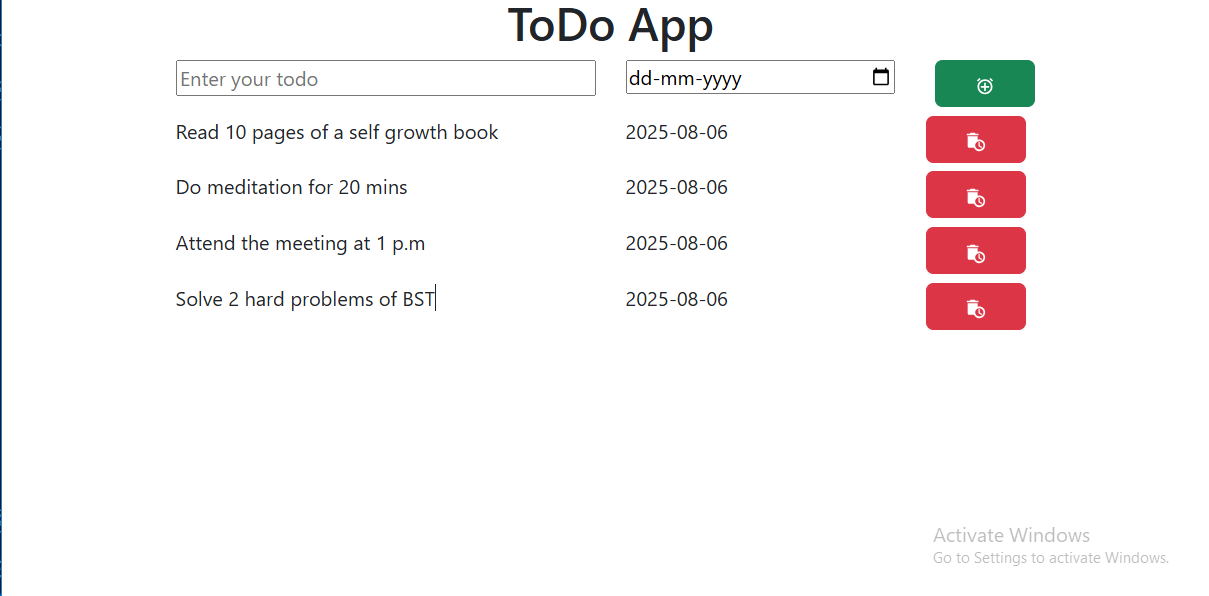 ToDo App
Enter your todo dd-mm-yyyy
Read 10 pages of a self growth book 2025-08-06
Do meditation for 20 mins 2025-08-06
Attend the meeting at 1 p.m 2025-08-06
Solve 2 hard problems of BST 2025-08-06
Activate Windows
Go to Settings to activate Windows.